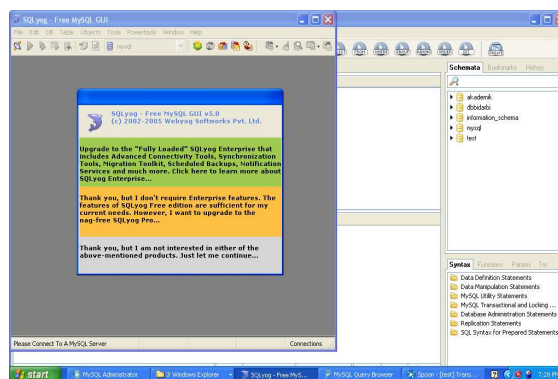 SQLyog - Free MySQL GUI
File Edit DB Table Objects Tools Powertools Window Help
mysql
SQLyog - Free MySQL GUI v5.0
(c) 2002-2005 Webyog Softworks Pvt. Ltd.
Upgrade to the "Fully Loaded" SQLyog Enterprise that
includes Advanced Connectivity Tools, Synchronization
Tools, Migration Toolkit, Scheduled Backups, Notification
Services and much more. Click here to learn more about
SQLyog Enterprise...
Thank you, but I don't require Enterprise features. The
features of SQLyog Free edition are sufficient for my
current needs. However, I want to upgrade to the
nag-free SQLyog Pro...
Thank you, but I am not interested in either of the
above-mentioned products. Just let me continue...
Please Connect To A MySQL Server
Connections
Schemata Bookmarks History
akademik
dbbidarbi
information_schema
mysql
test
Syntax Functions Params Trx
Data Definition Statements
Data Manipulation Statements
MySQL Utility Statements
MySQL Transactional and Locking ...
Database Administration Statements
Replication Statements
SQL Syntax for Prepared Statements
start
MySQL Administrator
3 Windows Explorer
SQLyog - Free MyS...
MySQL Query Browser
Spoon - [test] Trans...
7:28 PM